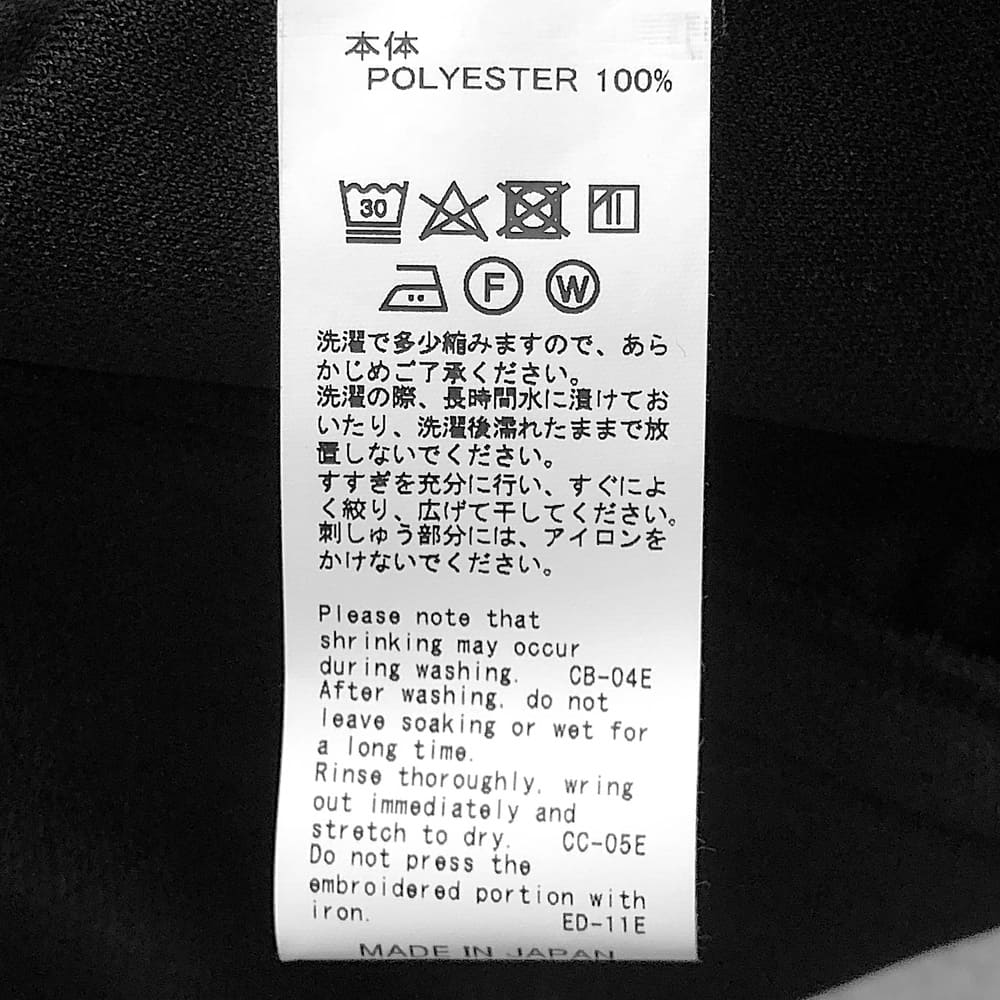 本体
POLYESTER 100%
30
F W
洗濯で多少縮みますので、あら
かじめご了承ください。
洗濯の際、長時間水に漬けてお
いたり、洗濯後濡れたままで放
置しないでください。
すすぎを充分に行い、すぐによ
く絞り、広げて干してください。
刺しゅう部分には、アイロンを
かけないでください。
Please note that
shrinking may occur
during washing. CB-04E
After washing, do not
leave soaking or wet for
a long time.
Rinse thoroughly, wring
out immediately and
stretch to dry. CC-05E
Do not press the
embroidered portion with
iron. ED-11E
MADE IN JAPAN